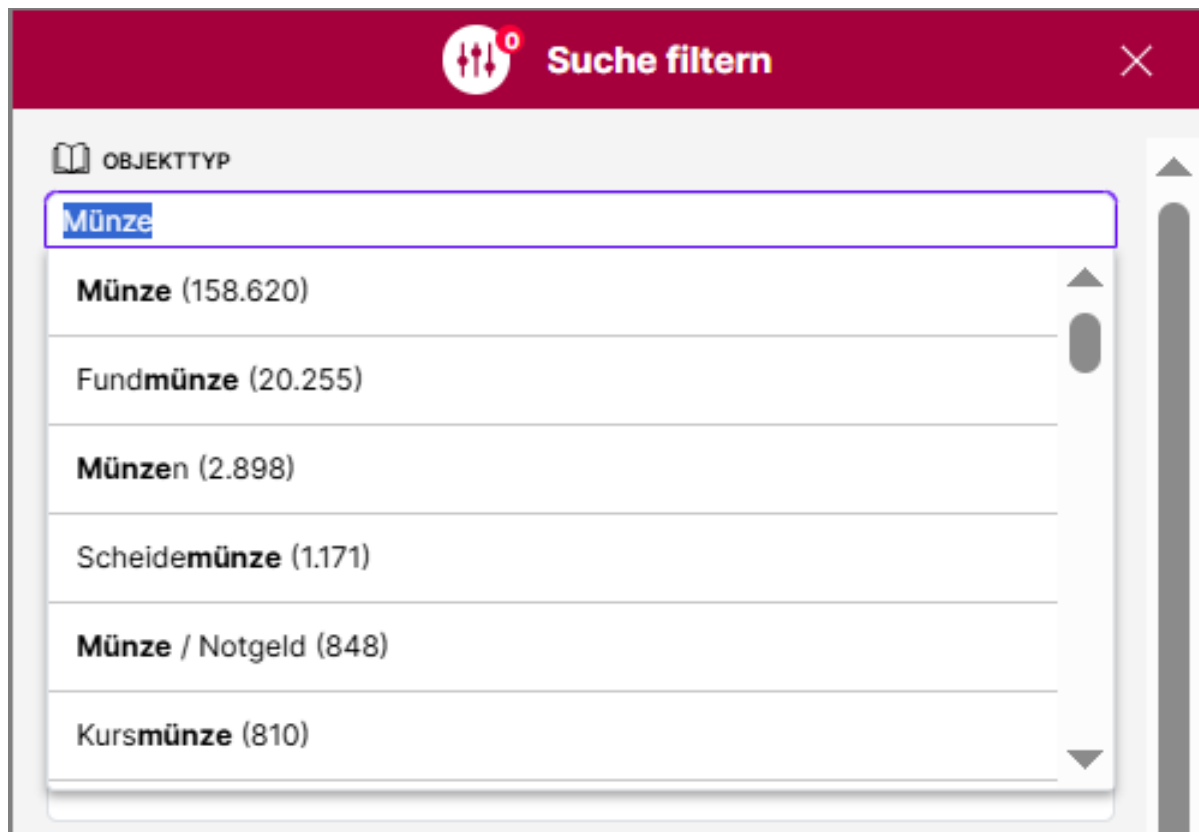 0
Suche filtern
OBJEKTTYP
Münze
Münze (158.620)
Fundmünze (20.255)
Münzen (2.898)
Scheidemünze (1.171)
Münze / Notgeld (848)
Kursmünze (810)